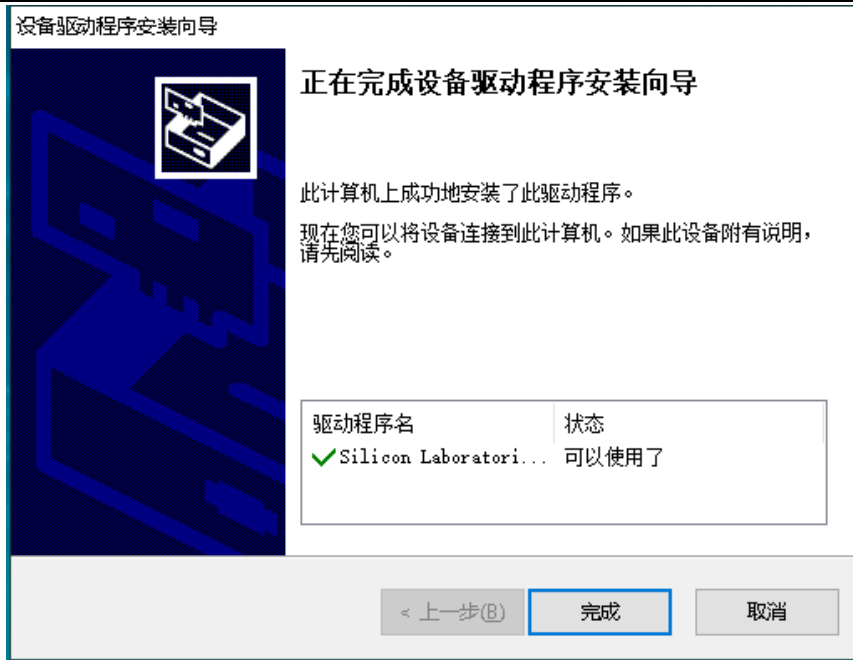 设备驱动程序安装向导
正在完成设备驱动程序安装向导
此计算机上成功地安装了此驱动程序。
现在您可以将设备连接到此计算机。如果此设备附有说明，
请先阅读。
驱动程序名 状态
Silicon Laboratori... 可以使用了
< 上一步(B) 完成 取消